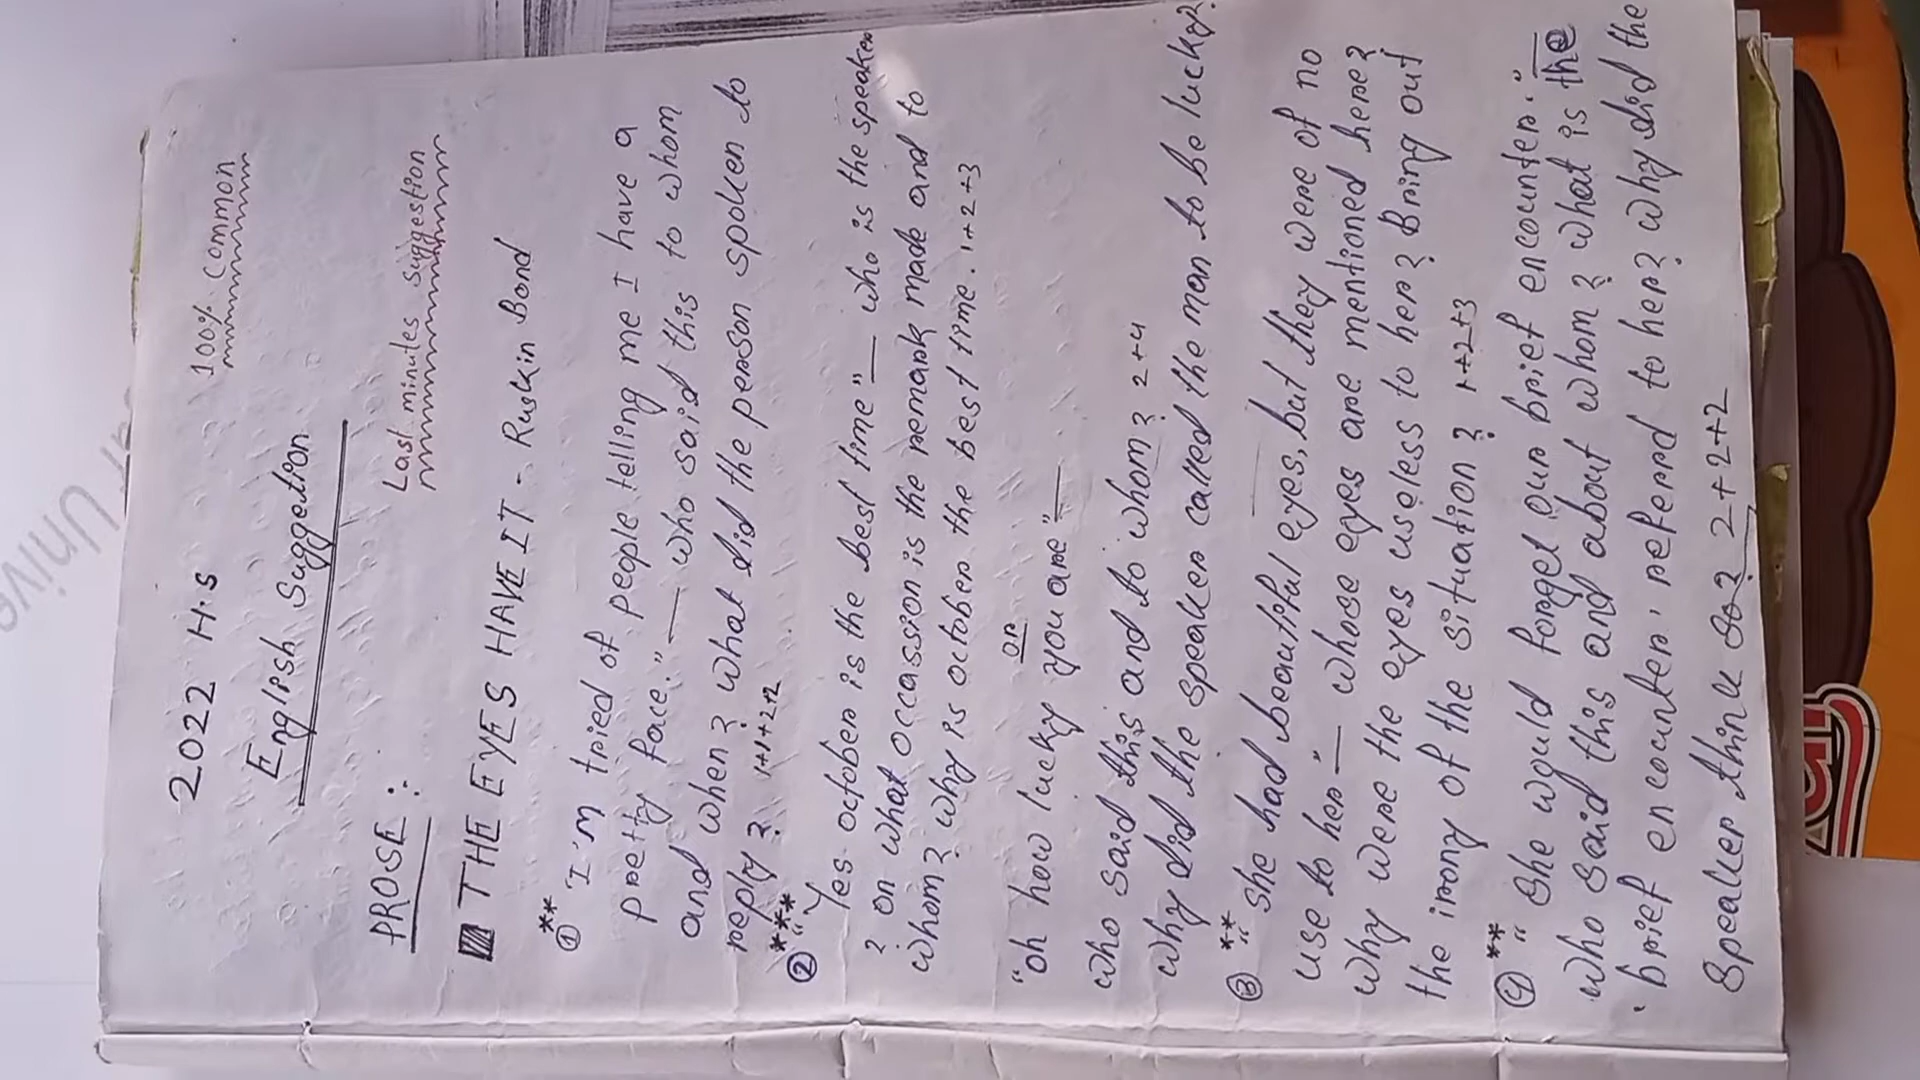 2022 H.S 100% common
English Suggetion
Last minutes suggestion
PROSE :
THE EYES HAVE IT - Ruskin Bond
** ① "I'm tried of people telling me I have a
pretty face." — who said this to whom
and when? what did the person spoken to
reply? 1+1+2+2
*** ② "Yes october is the best time" — who is the speaker
? on what occassion is the remark made and to
whom? why is october the best time. 1+2+3
or
"oh how lucky you are" —
who said this and to whom? 2+4
why did the speaker called the man to be lucky?
** ③ "she had beautiful eyes, but they were of no
use to her" — whose eyes are mentioned here?
why were the eyes useless to her? Bring out
the irony of the situation? 1+2+3
** ④ "She would forget our brief encounter." —
who said this and about whom? what is the
'brief encounter' referrd to her? why did the
speaker think so? 2+2+2
Unive